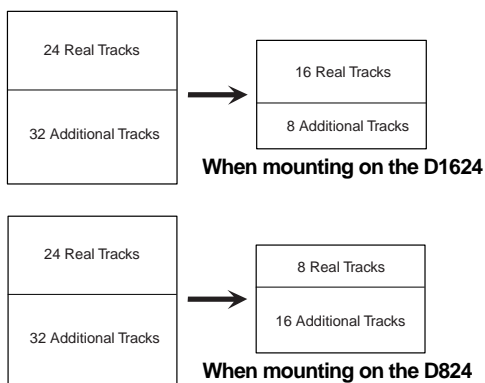 24 Real Tracks
32 Additional Tracks
16 Real Tracks
8 Additional Tracks
When mounting on the D1624
24 Real Tracks
32 Additional Tracks
8 Real Tracks
16 Additional Tracks
When mounting on the D824